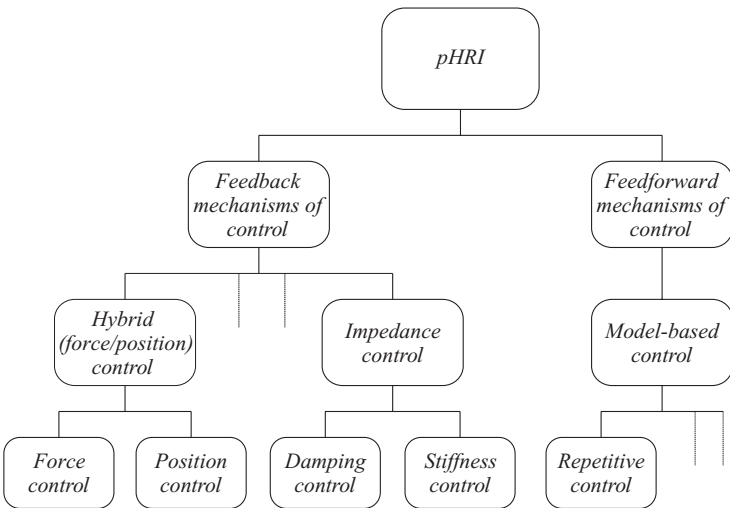 pHRI
Feedback
mechanisms of
control
Feedforward
mechanisms of
control
Hybrid
(force/position)
control
Impedance
control
Model-based
control
Force
control
Position
control
Damping
control
Stiffness
control
Repetitive
control